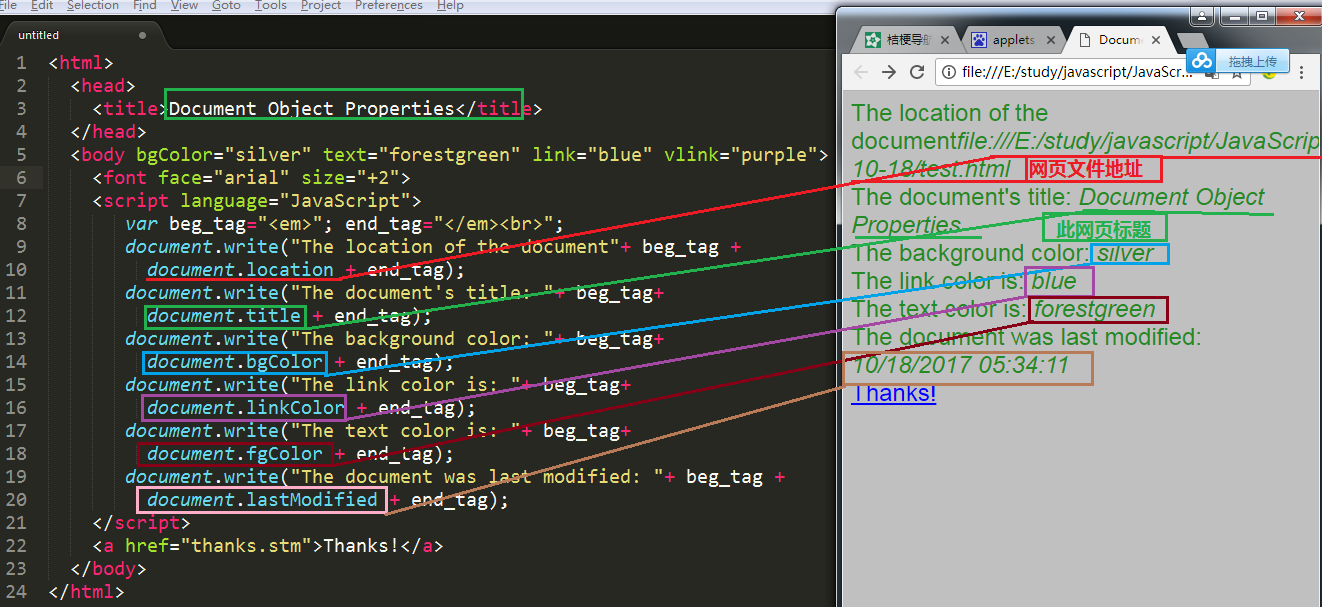 File Edit Selection Find View Goto Tools Project Preferences Help
untitled
1 <html>
2 <head>
3 <title>Document Object Properties</title>
4 </head>
5 <body bgColor="silver" text="forestgreen" link="blue" vlink="purple">
6 <font face="arial" size="+2">
7 <script language="JavaScript">
8 var beg_tag="<em>"; end_tag="</em><br>";
9 document.write("The location of the document"+ beg_tag +
10 document.location + end_tag);
11 document.write("The document's title: "+ beg_tag+
12 document.title + end_tag);
13 document.write("The background color: "+ beg_tag+
14 document.bgColor + end_tag);
15 document.write("The link color is: "+ beg_tag+
16 document.linkColor + end_tag);
17 document.write("The text color is: "+ beg_tag+
18 document.fgColor + end_tag);
19 document.write("The document was last modified: "+ beg_tag +
20 document.lastModified + end_tag);
21 </script>
22 <a href="thanks.stm">Thanks!</a>
23 </body>
24 </html>
桔梗导航 applets Docum
拖拽上传
file:///E:/study/javascript/JavaScr...
The location of the
documentfile:///E:/study/javascript/JavaScrip
10-18/test.html 网页文件地址
The document's title: Document Object
Properties 此网页标题
The background color: silver
The link color is: blue
The text color is: forestgreen
The document was last modified:
10/18/2017 05:34:11
Thanks!